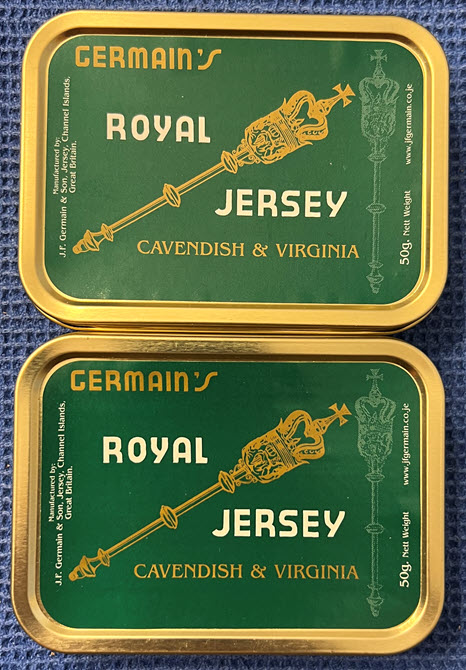 GERMAIN'S
ROYAL
JERSEY
CAVENDISH & VIRGINIA
Manufactured by:
J.F. Germain & Son, Jersey, Channel Islands.
Great Britain.
50g. Nett Weight
www.jfgermain.co.je
GERMAIN'S
ROYAL
JERSEY
CAVENDISH & VIRGINIA
Manufactured by:
J.F. Germain & Son, Jersey, Channel Islands.
Great Britain.
50g. Nett Weight
www.jfgermain.co.je